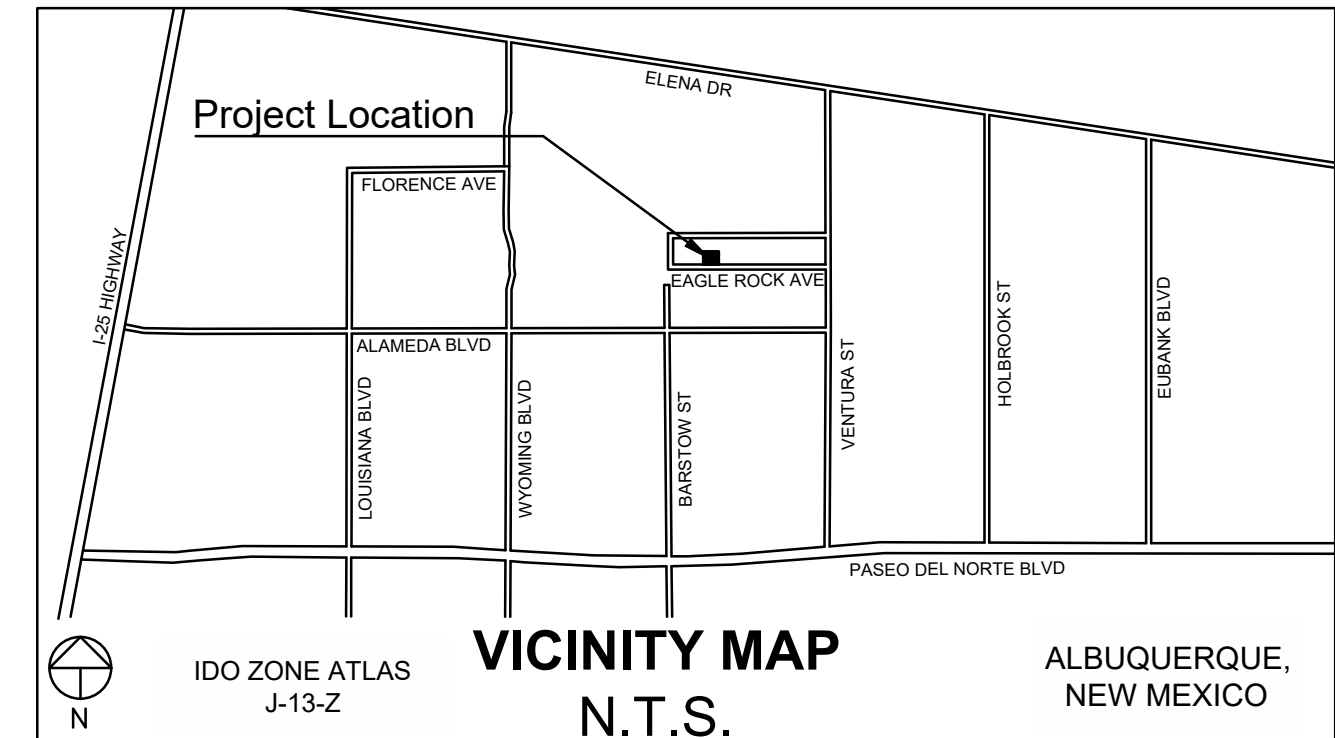 ELENA DR
Project Location
FLORENCE AVE
I-25 HIGHWAY
EAGLE ROCK AVE
ALAMEDA BLVD
LOUISIANA BLVD
WYOMING BLVD
BARSTOW ST
VENTURA ST
HOLBROOK ST
EUBANK BLVD
PASEO DEL NORTE BLVD
N
IDO ZONE ATLAS
J-13-Z
VICINITY MAP
N.T.S.
ALBUQUERQUE,
NEW MEXICO